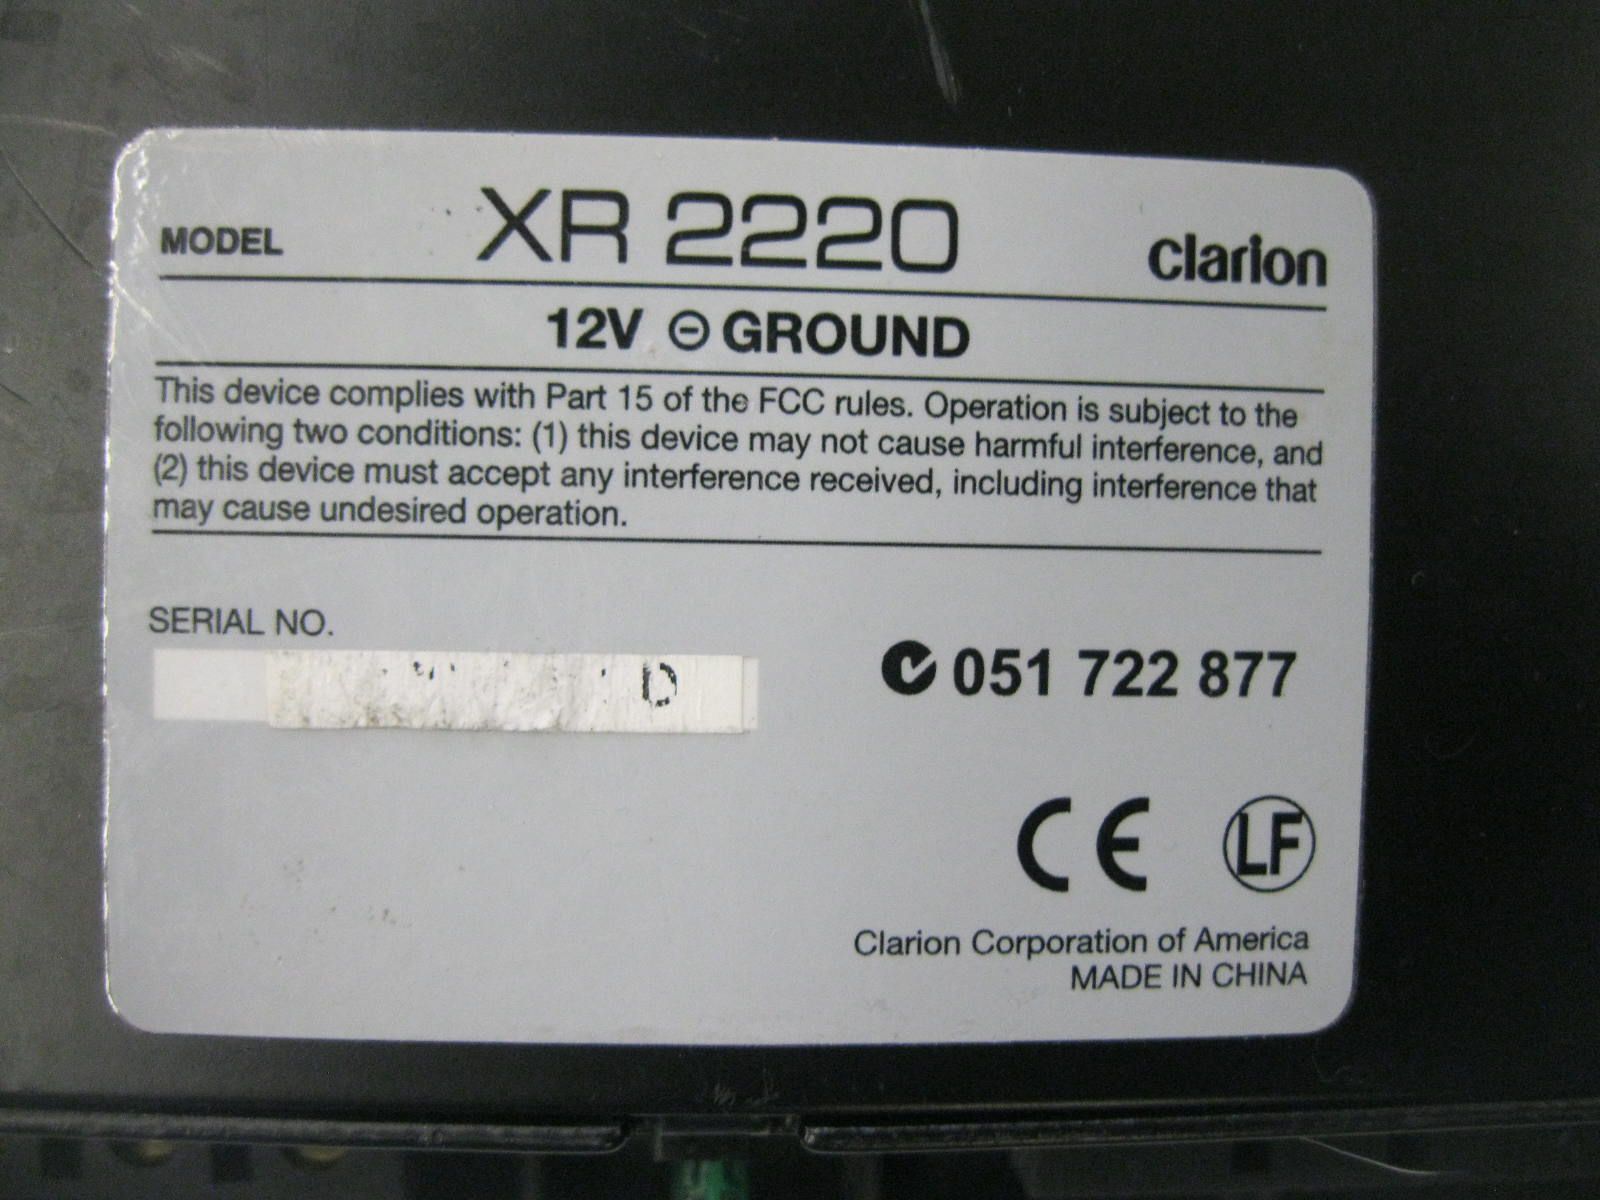 MODEL XR 2220 Clarion
12V ⊖ GROUND
This device complies with Part 15 of the FCC rules. Operation is subject to the
following two conditions: (1) this device may not cause harmful interference, and
(2) this device must accept any interference received, including interference that
may cause undesired operation.
SERIAL NO.
051 722 877
CE LF
Clarion Corporation of America
MADE IN CHINA